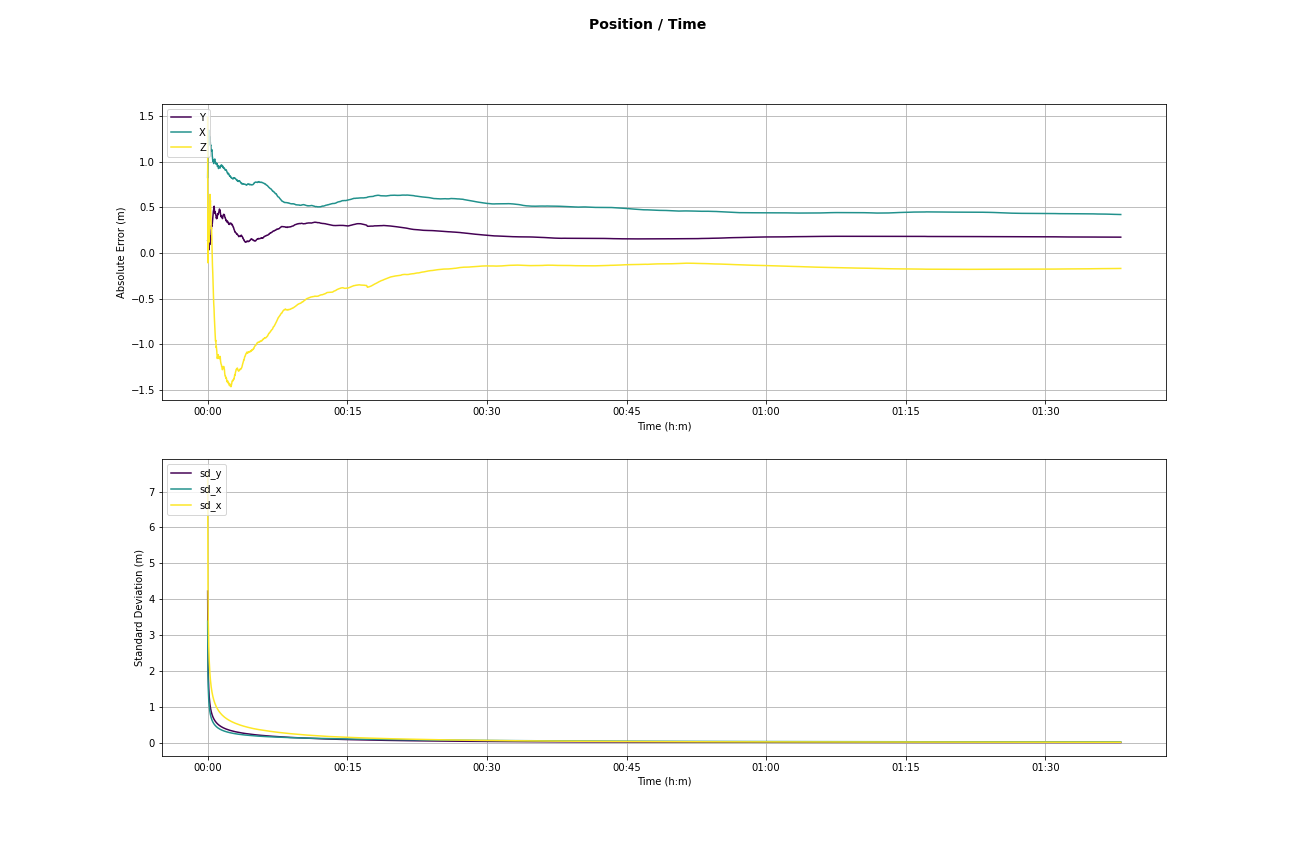 Position / Time
1.5
1.0
0.5
0.0
−0.5
−1.0
−1.5
Absolute Error (m)
Y
X
Z
00:00 00:15 00:30 00:45 01:00 01:15 01:30
Time (h:m)
7
6
5
4
3
2
1
0
Standard Deviation (m)
sd_y
sd_x
sd_x
00:00 00:15 00:30 00:45 01:00 01:15 01:30
Time (h:m)